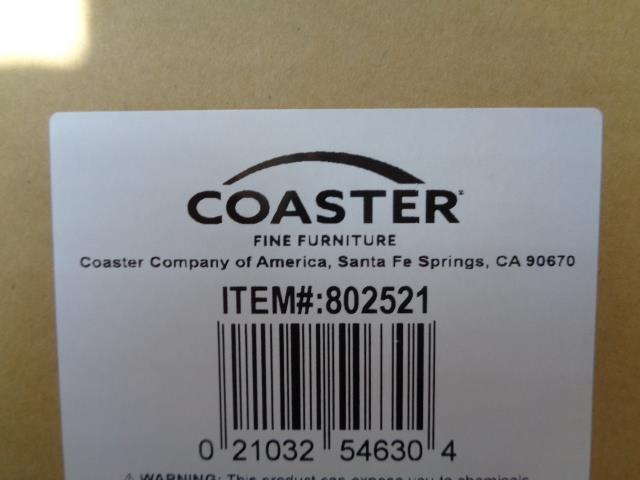 COASTER
FINE FURNITURE
Coaster Company of America, Santa Fe Springs, CA 90670
ITEM#:802521
0 21032 54630 4
⚠ WARNING: This product can expose you to chemicals